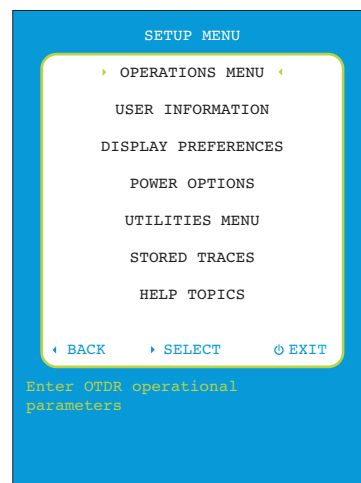 SETUP MENU
OPERATIONS MENU
USER INFORMATION
DISPLAY PREFERENCES
POWER OPTIONS
UTILITIES MENU
STORED TRACES
HELP TOPICS
BACK SELECT EXIT
Enter OTDR operational
parameters